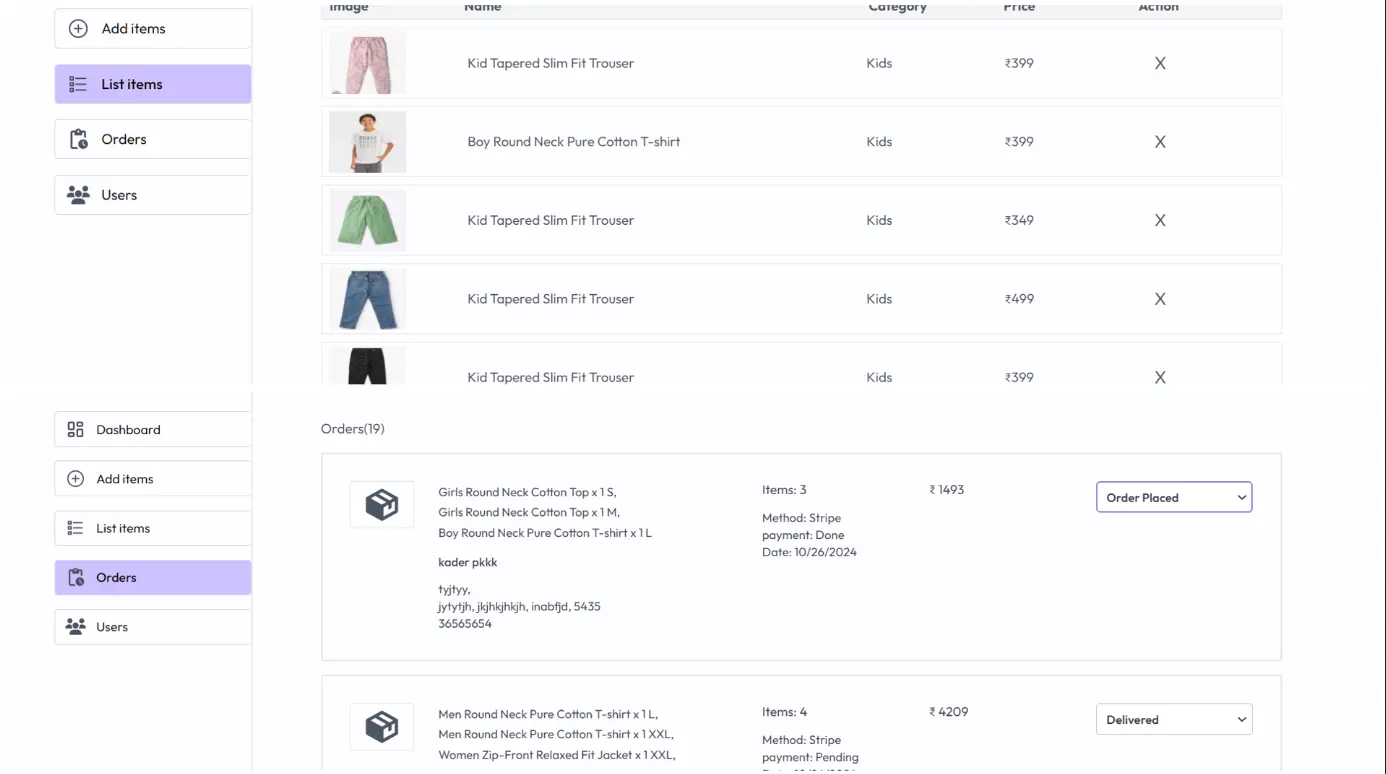 Image Name Category Price Action
Add items
Kid Tapered Slim Fit Trouser Kids ₹399 X
List items
Boy Round Neck Pure Cotton T-shirt Kids ₹399 X
Orders
Users
Kid Tapered Slim Fit Trouser Kids ₹349 X
Kid Tapered Slim Fit Trouser Kids ₹499 X
Kid Tapered Slim Fit Trouser Kids ₹399 X
Dashboard
Add items
List items
Orders
Users
Orders(19)
Girls Round Neck Cotton Top x 1 S,
Girls Round Neck Cotton Top x 1 M,
Boy Round Neck Pure Cotton T-shirt x 1 L
kader pkkk
tyjtyy,
jytytjh, jkjhkjhkjh, inabfjd, 5435
36565654
Items: 3
Method: Stripe
payment: Done
Date: 10/26/2024
₹ 1493
Order Placed
Men Round Neck Pure Cotton T-shirt x 1 L,
Men Round Neck Pure Cotton T-shirt x 1 XXL,
Women Zip-Front Relaxed Fit Jacket x 1 XXL,
Items: 4
Method: Stripe
payment: Pending
₹ 4209
Delivered